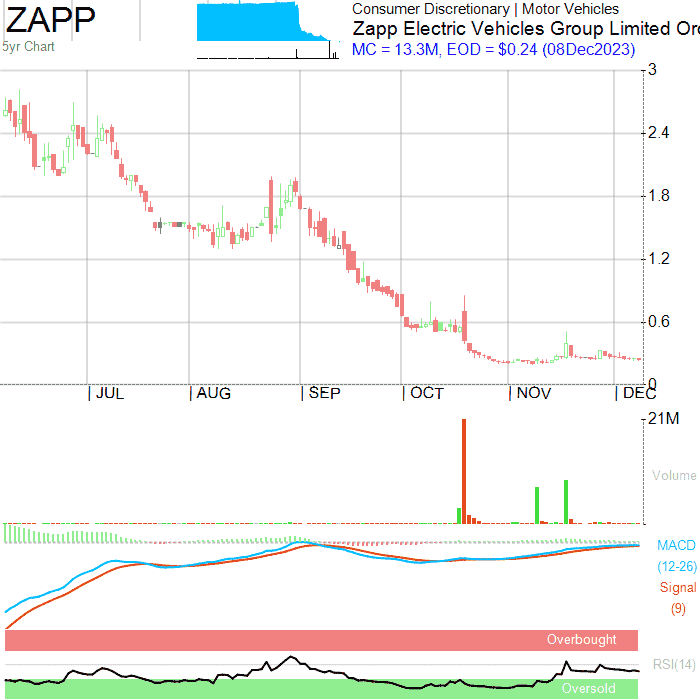 ZAPP
5yr Chart
Consumer Discretionary | Motor Vehicles
Zapp Electric Vehicles Group Limited Or
MC = 13.3M, EOD = $0.24 (08Dec2023)
3
2.4
1.8
1.2
0.6
0
JUL AUG SEP OCT NOV DEC
21M
Volume
MACD
(12-26)
Signal
(9)
Overbought
RSI(14)
Oversold